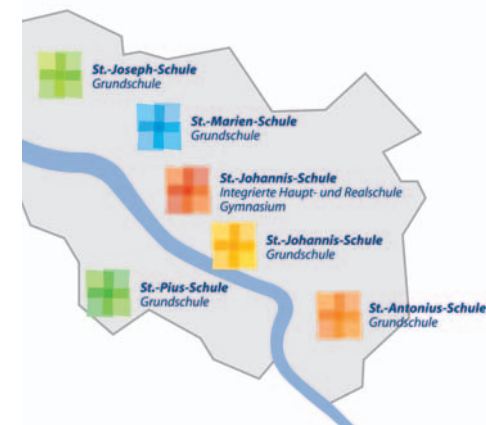 St.-Joseph-Schule
Grundschule
St.-Marien-Schule
Grundschule
St.-Johannis-Schule
Integrierte Haupt- und Realschule
Gymnasium
St.-Johannis-Schule
Grundschule
St.-Pius-Schule
Grundschule
St.-Antonius-Schule
Grundschule